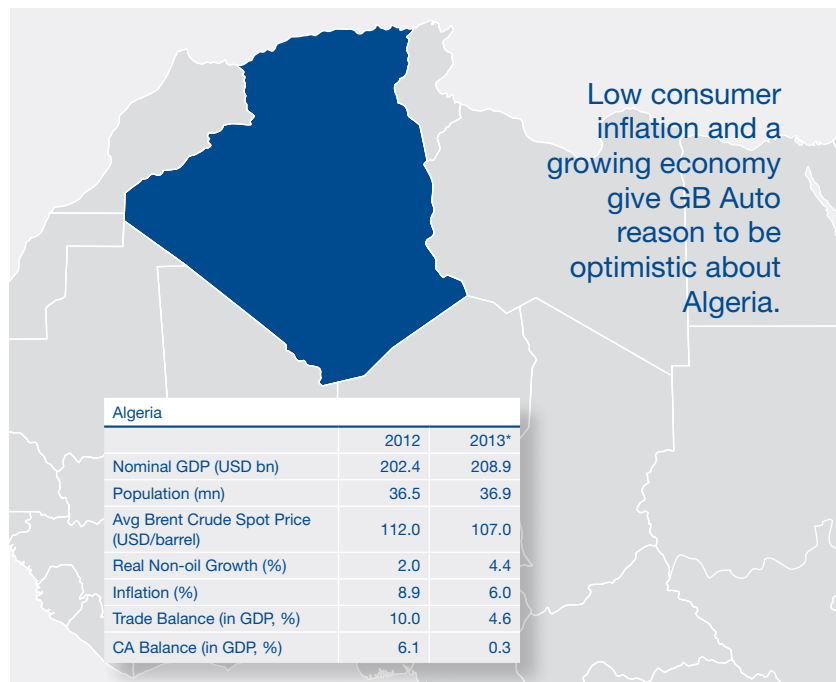 Low consumer
inflation and a
growing economy
give GB Auto
reason to be
optimistic about
Algeria.
Algeria
2012 2013*
Nominal GDP (USD bn) 202.4 208.9
Population (mn) 36.5 36.9
Avg Brent Crude Spot Price
(USD/barrel) 112.0 107.0
Real Non-oil Growth (%) 2.0 4.4
Inflation (%) 8.9 6.0
Trade Balance (in GDP, %) 10.0 4.6
CA Balance (in GDP, %) 6.1 0.3